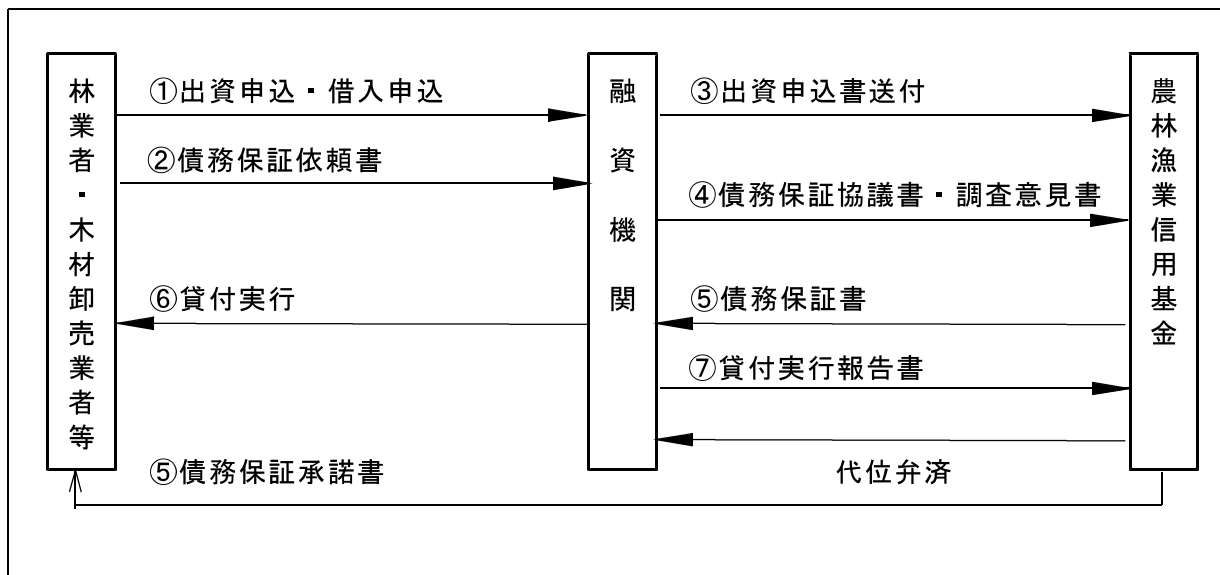 林業者・木材卸売業者等
①出資申込・借入申込
②債務保証依頼書
⑥貸付実行
⑤債務保証承諾書
融資機関
③出資申込書送付
④債務保証協議書・調査意見書
⑤債務保証書
⑦貸付実行報告書
代位弁済
農林漁業信用基金